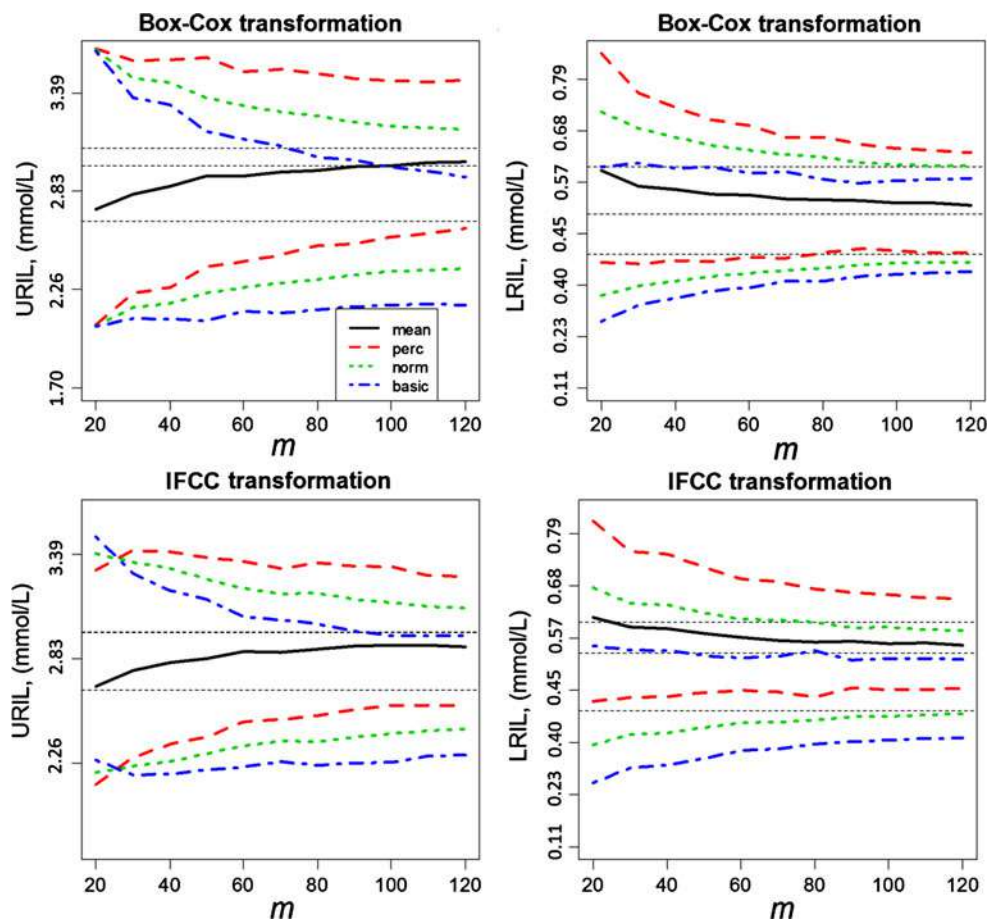 Box-Cox transformation
URIL, (mmol/L)
3.39
2.83
2.26
1.70
mean
perc
norm
basic
20 40 60 80 100 120
m
Box-Cox transformation
LRIL, (mmol/L)
0.79
0.68
0.57
0.45
0.40
0.23
0.11
20 40 60 80 100 120
m
IFCC transformation
URIL, (mmol/L)
3.39
2.83
2.26
20 40 60 80 100 120
m
IFCC transformation
LRIL, (mmol/L)
0.79
0.68
0.57
0.45
0.40
0.23
0.11
20 40 60 80 100 120
m